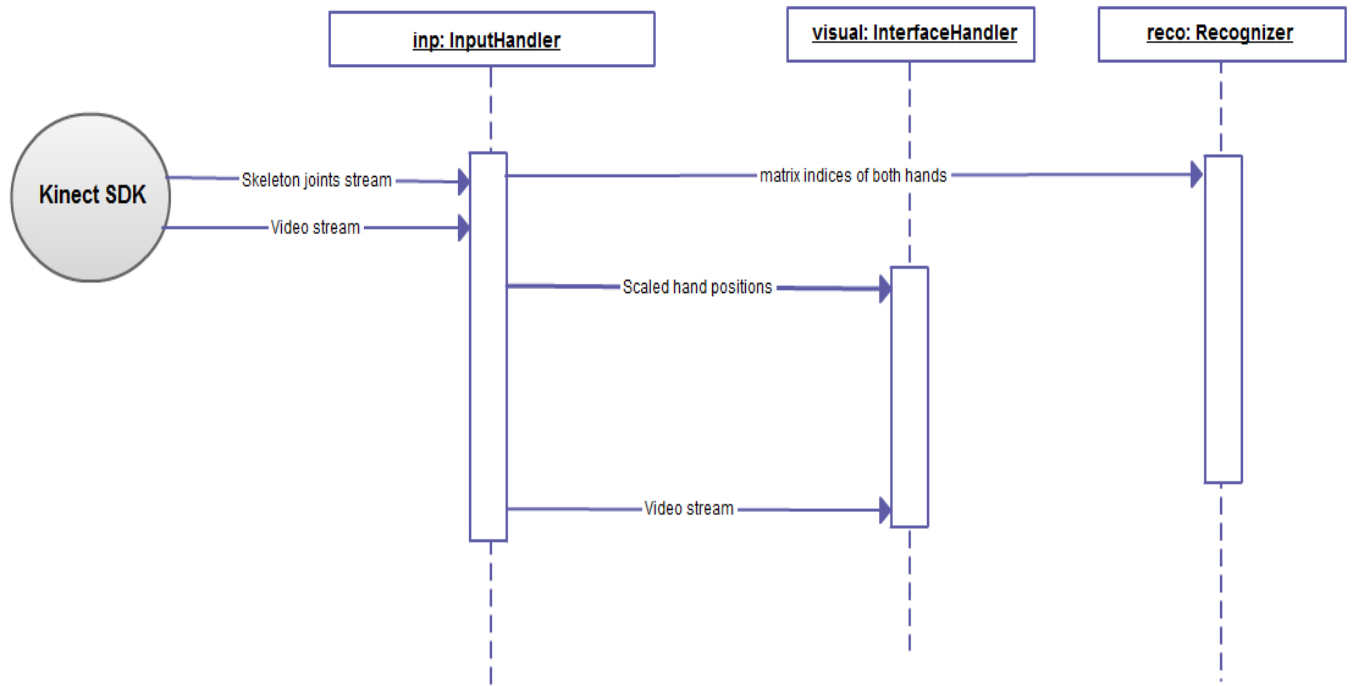 inp: InputHandler
visual: InterfaceHandler
reco: Recognizer
Kinect SDK
Skeleton joints stream
matrix indices of both hands
Video stream
Scaled hand positions
Video stream